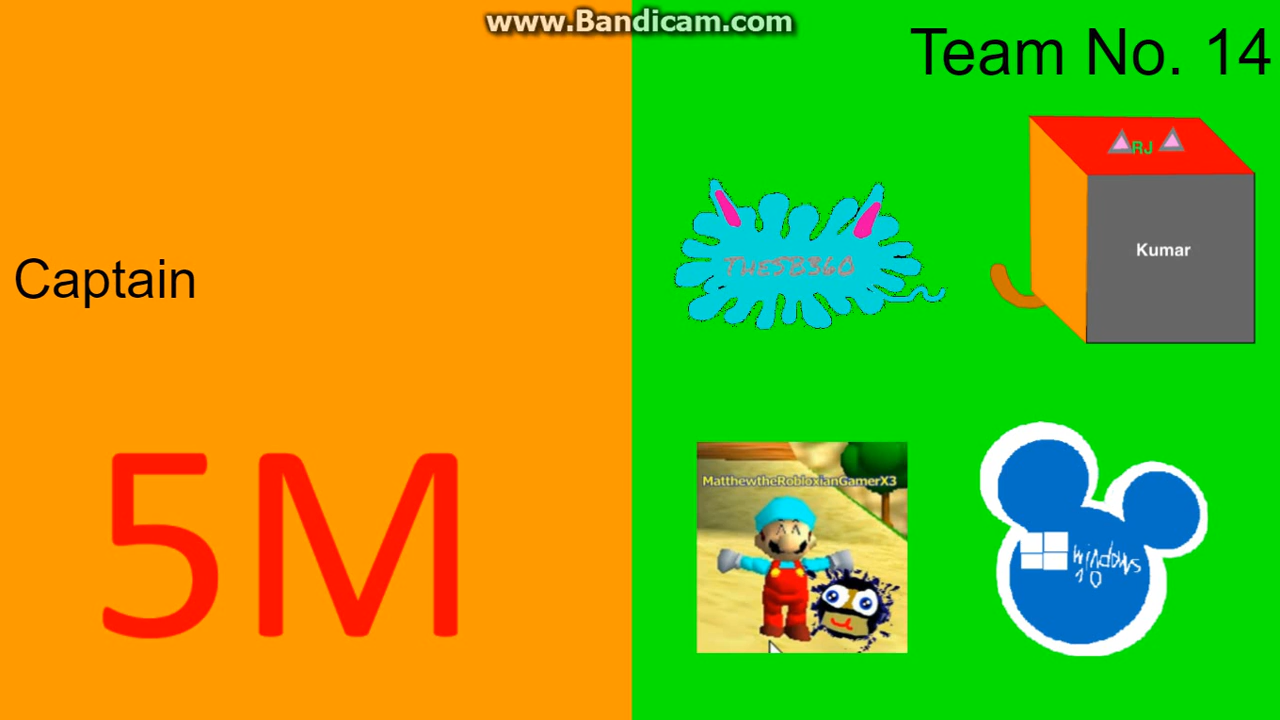 www.Bandicam.com
Team No. 14
RJ
Kumar
THESB360
Captain
5M
MatthewtheRobloxianGamerX3
windows
10